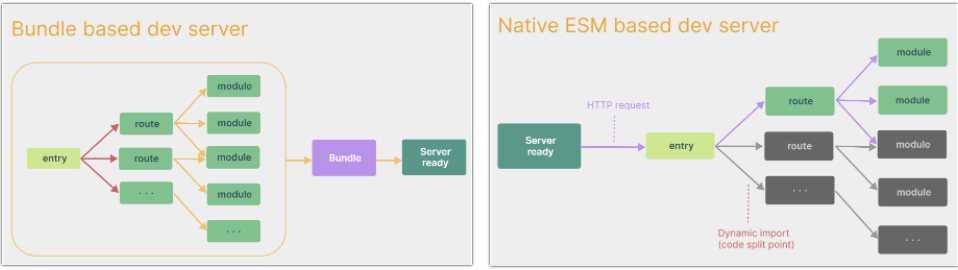 Bundle based dev server
entry
route
route
· · ·
module
module
module
module
· · ·
Bundle
Server
ready
Native ESM based dev server
Server
ready
HTTP request
entry
route
route
· · ·
module
module
module
module
· · ·
Dynamic import
(code split point)